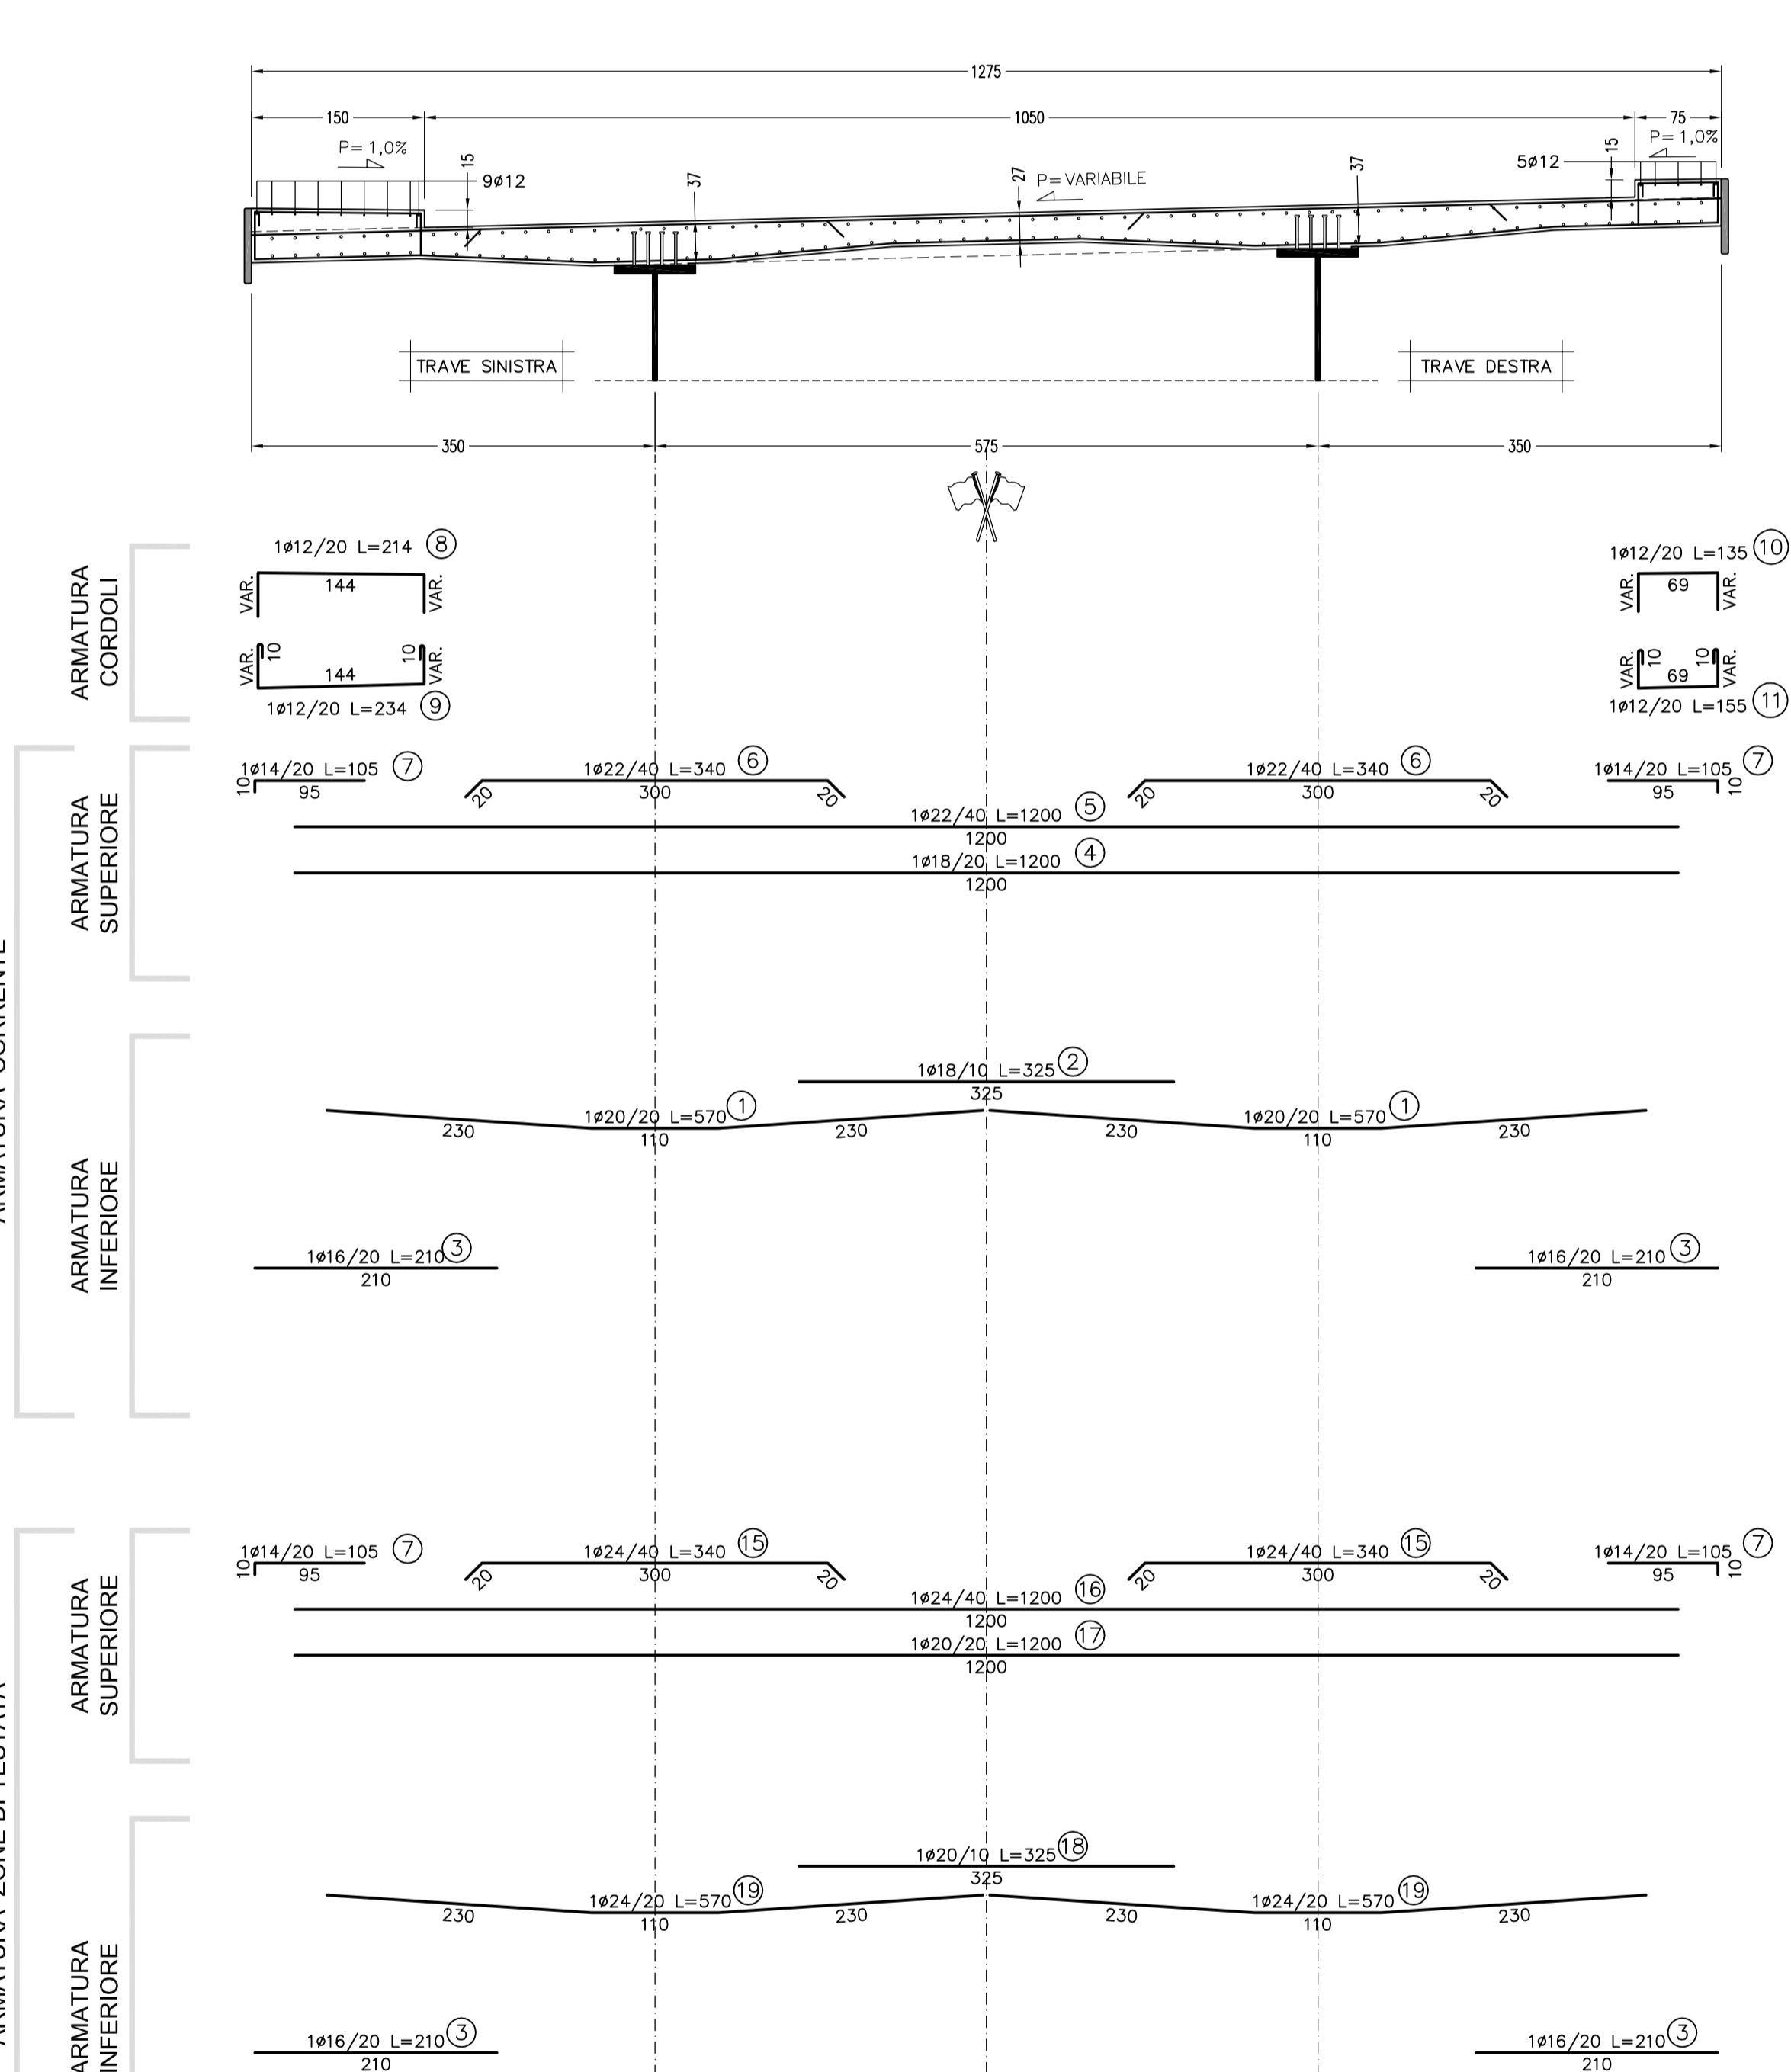 1275
150
1050
75
P= 1,0%
15
9ø12
37
27
P=VARIABILE
37
5ø12
15
P= 1,0%
TRAVE SINISTRA
TRAVE DESTRA
350
575
350
ARMATURA
CORDOLI
1ø12/20 L=214 8
VAR.
144
VAR.
1ø12/20 L=135 10
VAR.
69
VAR.
VAR.
10
144
10
VAR.
1ø12/20 L=234 9
VAR.
10
69
10
VAR.
1ø12/20 L=155 11
ARMATURA CORRENTE
ARMATURA
SUPERIORE
1ø14/20 L=105 7
10
95
1ø22/40 L=340 6
20
300
20
1ø22/40 L=340 6
20
300
20
1ø14/20 L=105 7
95
10
1ø22/40 L=1200 5
1200
1ø18/20 L=1200 4
1200
ARMATURA
INFERIORE
1ø18/10 L=325 2
325
1ø20/20 L=570 1
230
110
230
1ø20/20 L=570 1
230
110
230
1ø16/20 L=210 3
210
1ø16/20 L=210 3
210
ARMATURA ZONE DI TESTATA
ARMATURA
SUPERIORE
1ø14/20 L=105 7
10
95
1ø24/40 L=340 15
20
300
20
1ø24/40 L=340 15
20
300
20
1ø14/20 L=105 7
95
10
1ø24/40 L=1200 16
1200
1ø20/20 L=1200 17
1200
ARMATURA
INFERIORE
1ø20/10 L=325 18
325
1ø24/20 L=570 19
230
110
230
1ø24/20 L=570 19
230
110
230
1ø16/20 L=210 3
210
1ø16/20 L=210 3
210